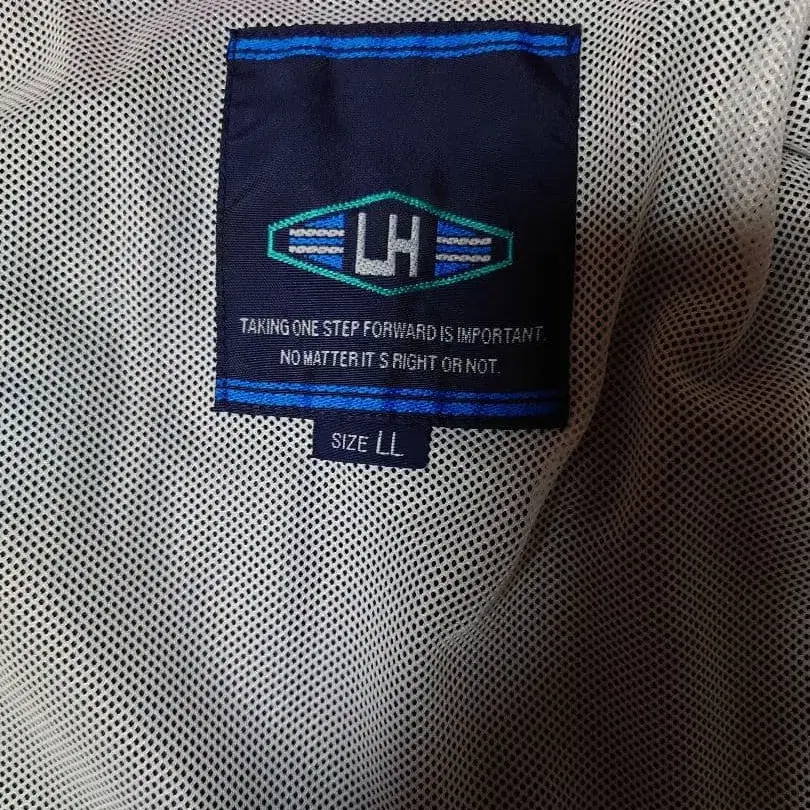 LH
TAKING ONE STEP FORWARD IS IMPORTANT.
NO MATTER IT S RIGHT OR NOT.
SIZE LL